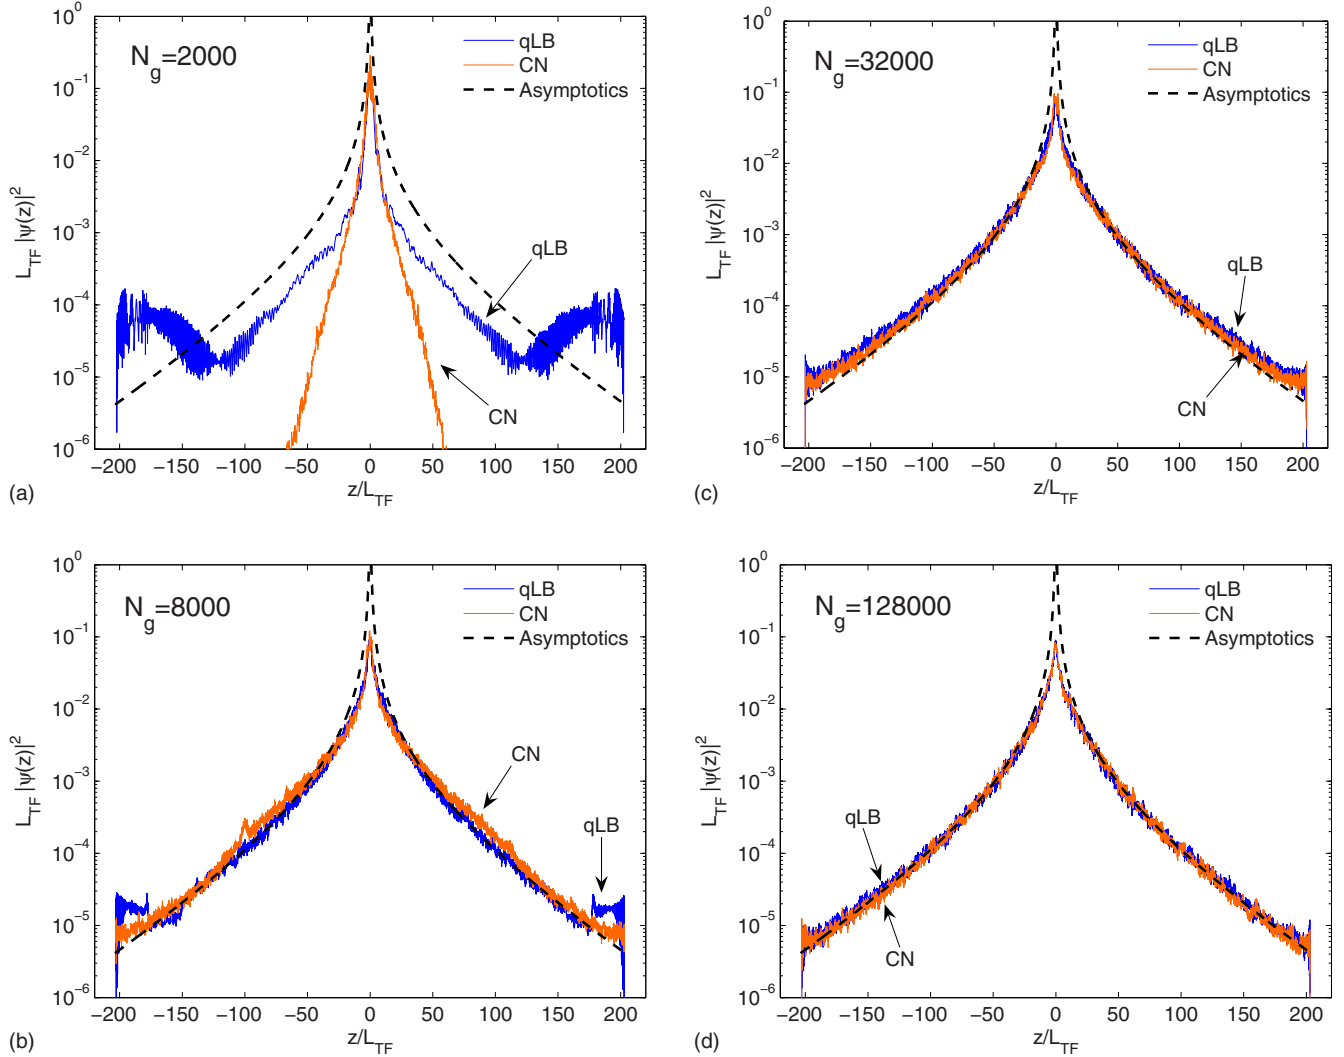 N_g=2000
qLB
CN
Asymptotics
10^0
10^-1
10^-2
10^-3
10^-4
10^-5
10^-6
L_TF |ψ(z)|^2
qLB
CN
−200 −150 −100 −50 0 50 100 150 200
z/L_TF
(a)
N_g=32000
qLB
CN
Asymptotics
10^0
10^-1
10^-2
10^-3
10^-4
10^-5
10^-6
L_TF |ψ(z)|^2
qLB
CN
−200 −150 −100 −50 0 50 100 150 200
z/L_TF
(c)
N_g=8000
qLB
CN
Asymptotics
10^0
10^-1
10^-2
10^-3
10^-4
10^-5
10^-6
L_TF |ψ(z)|^2
CN
qLB
−200 −150 −100 −50 0 50 100 150 200
z/L_TF
(b)
N_g=128000
qLB
CN
Asymptotics
10^0
10^-1
10^-2
10^-3
10^-4
10^-5
10^-6
L_TF |ψ(z)|^2
qLB
CN
−200 −150 −100 −50 0 50 100 150 200
z/L_TF
(d)